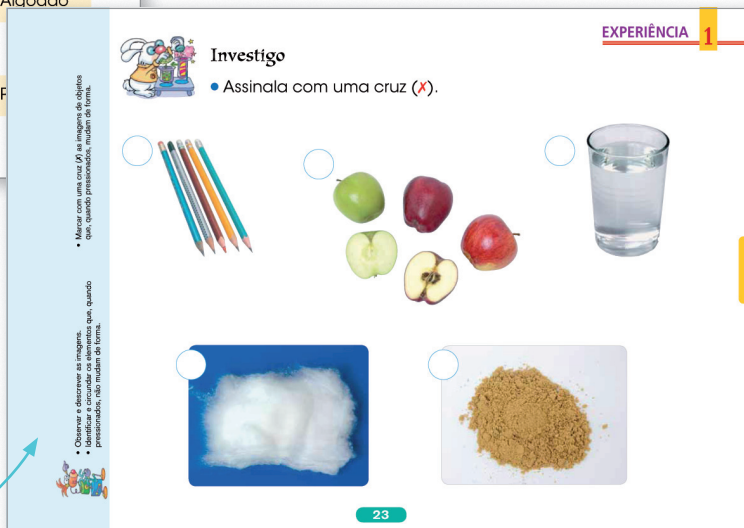 Algodão
EXPERIÊNCIA 1
Investigo
• Assinala com uma cruz (✗).
• Observar e descrever as imagens.
• Identificar e circundar os elementos que, quando
pressionados, não mudam de forma.
• Marcar com uma cruz (✗) as imagens de objetos
que, quando pressionados, mudam de forma.
23